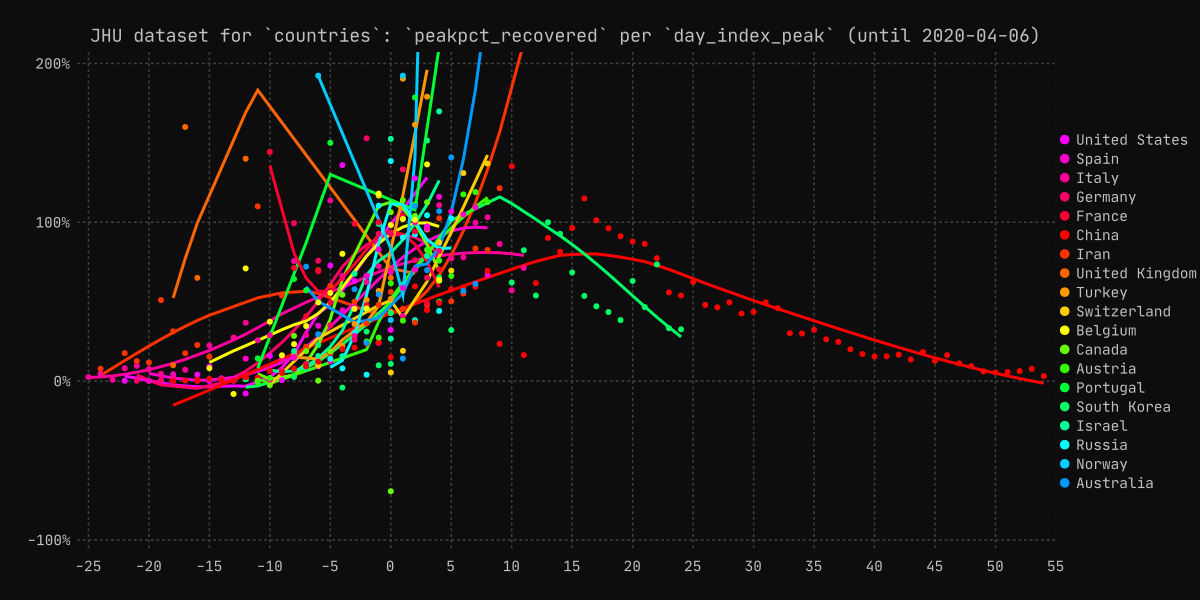 JHU dataset for `countries`: `peakpct_recovered` per `day_index_peak` (until 2020-04-06)
200%
100%
0%
-100%
-25 -20 -15 -10 -5 0 5 10 15 20 25 30 35 40 45 50 55
United States
Spain
Italy
Germany
France
China
Iran
United Kingdom
Turkey
Switzerland
Belgium
Canada
Austria
Portugal
South Korea
Israel
Russia
Norway
Australia